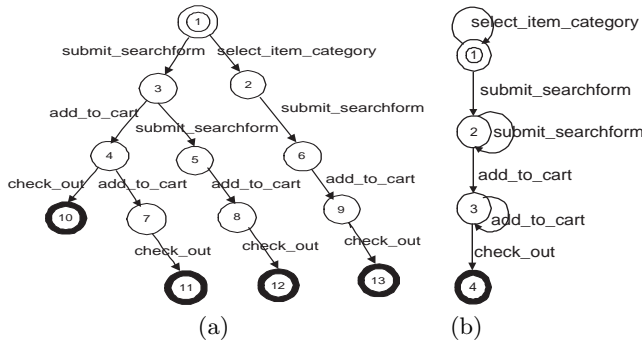 1
submit_searchform select_item_category
3 2
add_to_cart submit_searchform submit_searchform
4 5 6
check_out add_to_cart add_to_cart add_to_cart
10 7 8 9
check_out check_out check_out
11 12 13
(a)
select_item_category
1
submit_searchform
2 submit_searchform
add_to_cart
3 add_to_cart
check_out
4
(b)